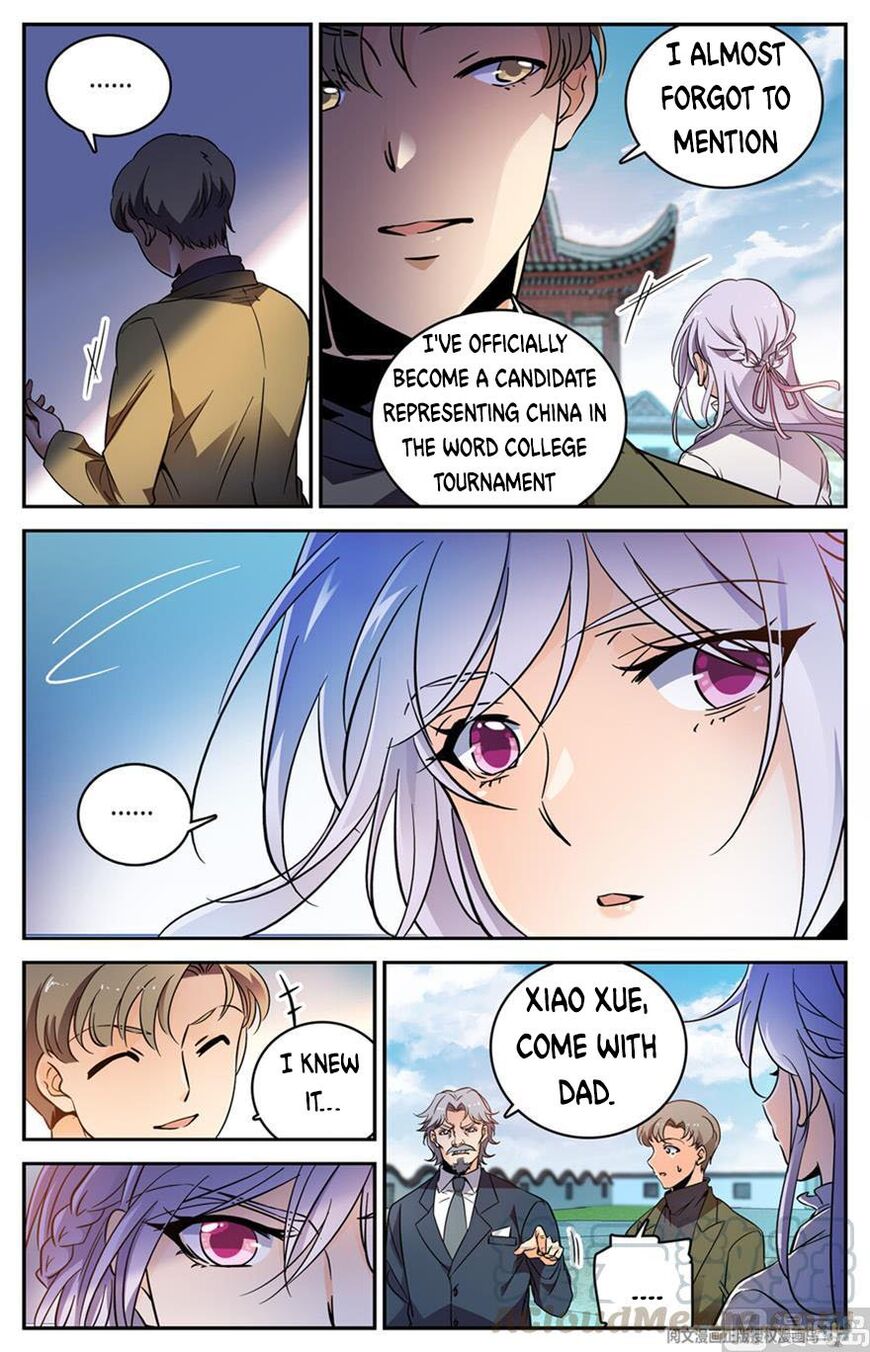 ......
I ALMOST
FORGOT TO
MENTION
I'VE OFFICIALLY
BECOME A CANDIDATE
REPRESENTING CHINA IN
THE WORD COLLEGE
TOURNAMENT
......
I KNEW
IT...
XIAO XUE,
COME WITH
DAD.
....